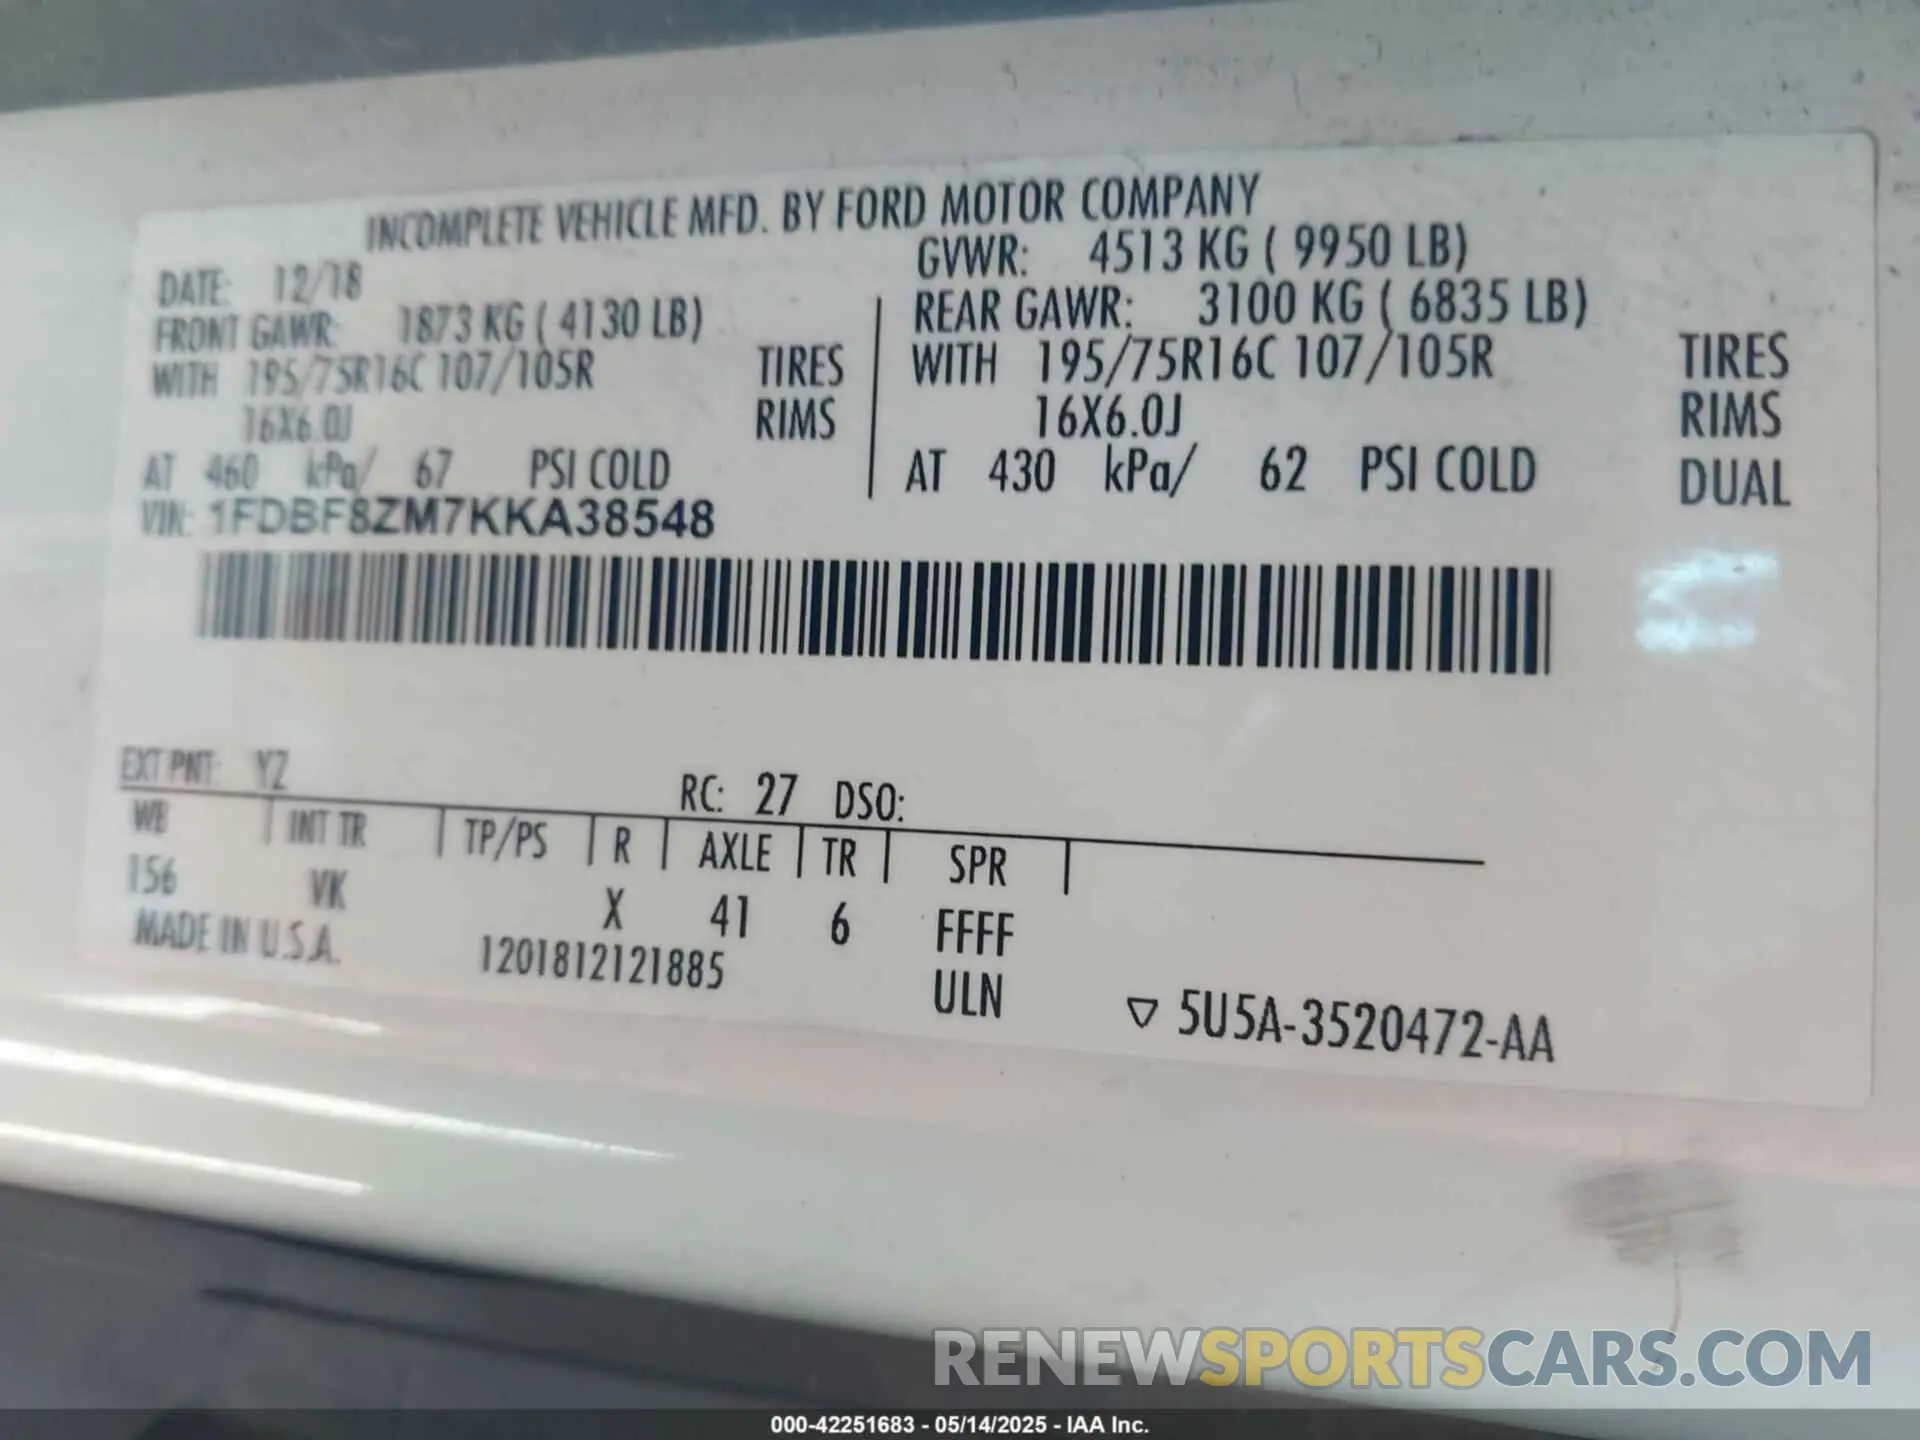 INCOMPLETE VEHICLE MFD. BY FORD MOTOR COMPANY
DATE: 12/18 GVWR: 4513 KG ( 9950 LB)
FRONT GAWR: 1873 KG ( 4130 LB) REAR GAWR: 3100 KG ( 6835 LB)
WITH 195/75R16C 107/105R TIRES WITH 195/75R16C 107/105R TIRES
16X6.0J RIMS 16X6.0J RIMS
AT 460 kPa/ 67 PSI COLD AT 430 kPa/ 62 PSI COLD DUAL
VIN: 1FDBF8ZM7KKA38548
EXT PNT: YZ RC: 27 DSO:
WB INT TR TP/PS R AXLE TR SPR
156 VK X 41 6 FFFF
MADE IN U.S.A. 1201812121885 ULN
▽ 5U5A-3520472-AA
RENEWSPORTSCARS.COM
000-42251683 - 05/14/2025 - IAA Inc.